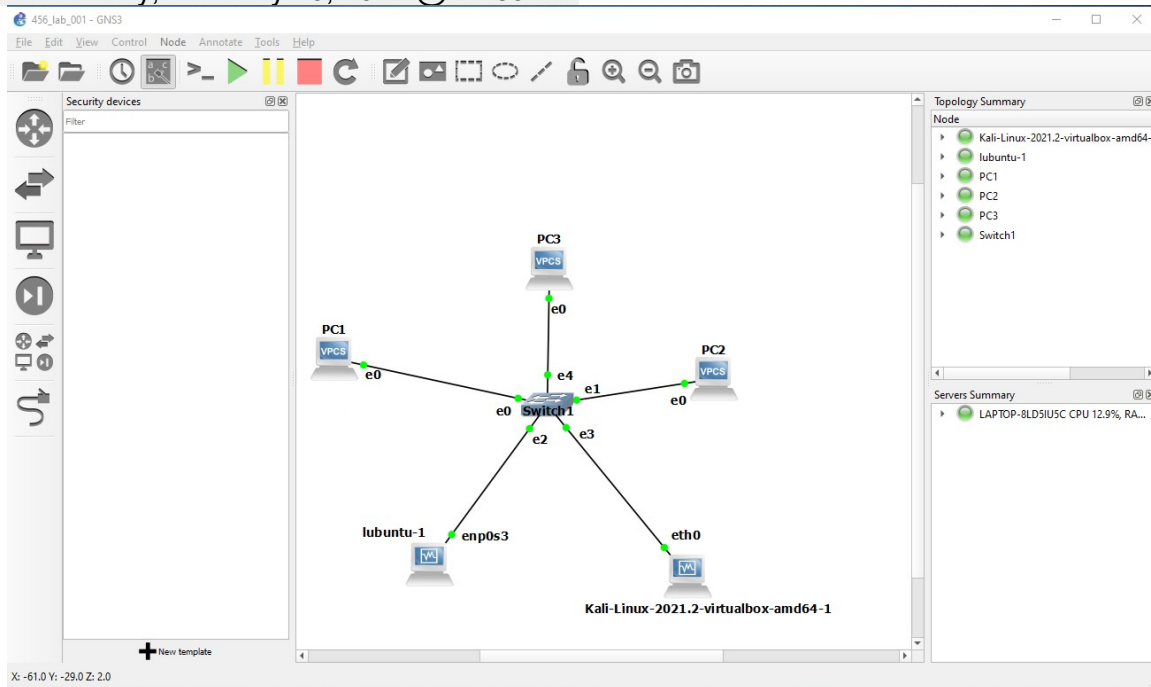 456_lab_001 - GNS3
File Edit View Control Node Annotate Tools Help
Security devices
Filter
New template
PC3
VPCS
e0
PC1
VPCS
e0
PC2
VPCS
e0
e4
e1
e0 Switch1
e2
e3
lubuntu-1
enp0s3
eth0
Kali-Linux-2021.2-virtualbox-amd64-1
Topology Summary
Node
Kali-Linux-2021.2-virtualbox-amd64-
lubuntu-1
PC1
PC2
PC3
Switch1
Servers Summary
LAPTOP-8LD5IU5C CPU 12.9%, RA...
X: -61.0 Y: -29.0 Z: 2.0